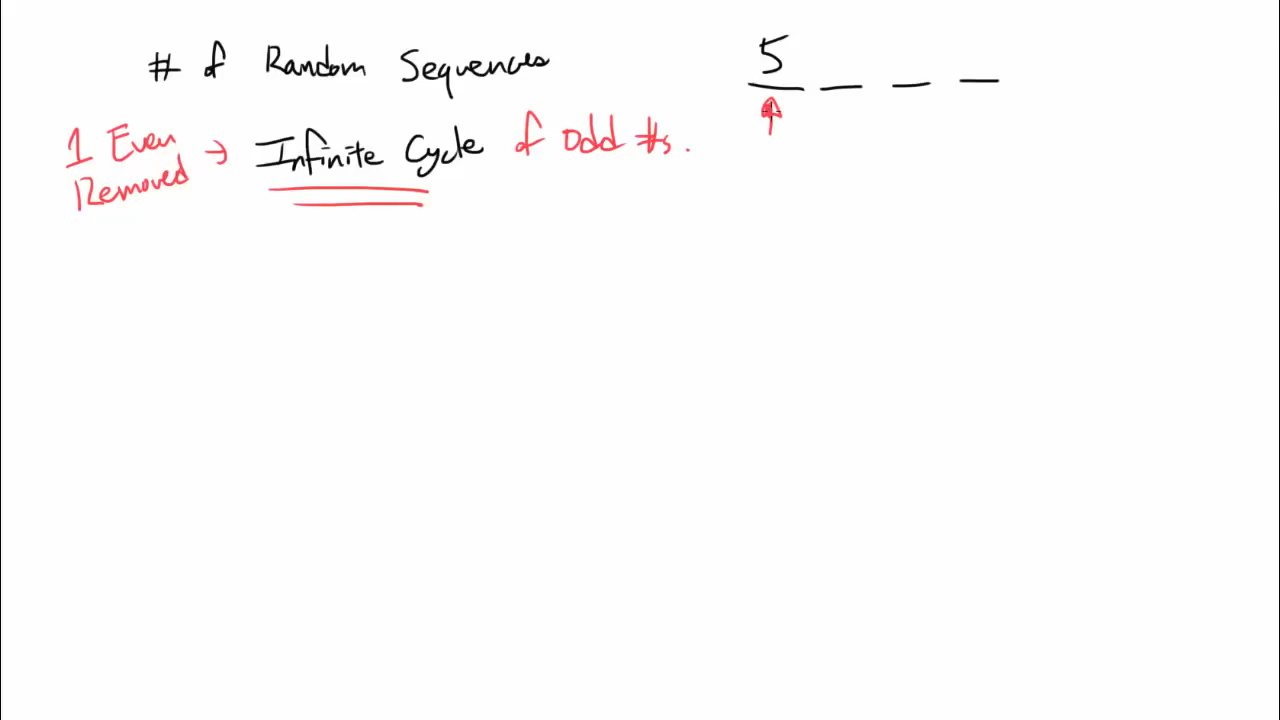 # of Random Sequences
5
1 Even Removed → Infinite Cycle of Odd #s.